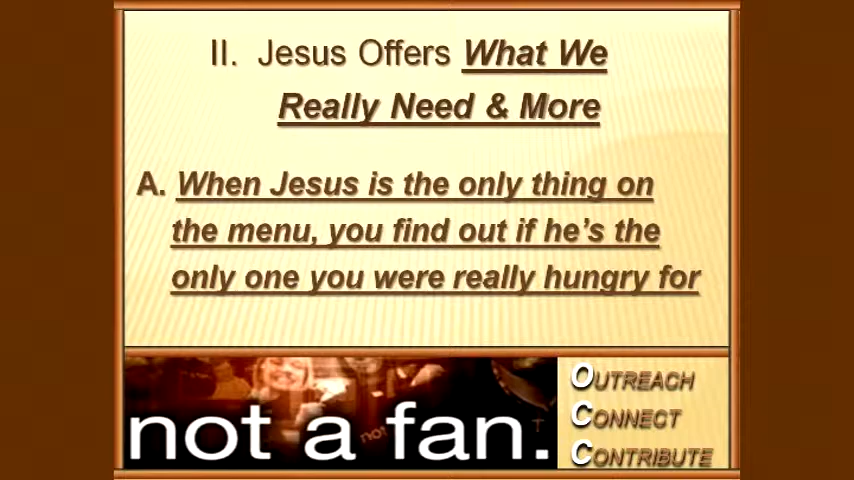 II. Jesus Offers What We
Really Need & More
A. When Jesus is the only thing on
the menu, you find out if he's the
only one you were really hungry for
not a fan.
not
OUTREACH
CONNECT
CONTRIBUTE